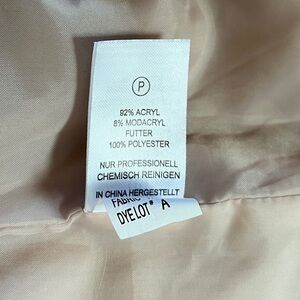 P
92% ACRYL
8% MODACRYL
FUTTER
100% POLYESTER
NUR PROFESSIONELL
CHEMISCH REINIGEN
IN CHINA HERGESTELLT
DYELOT# A